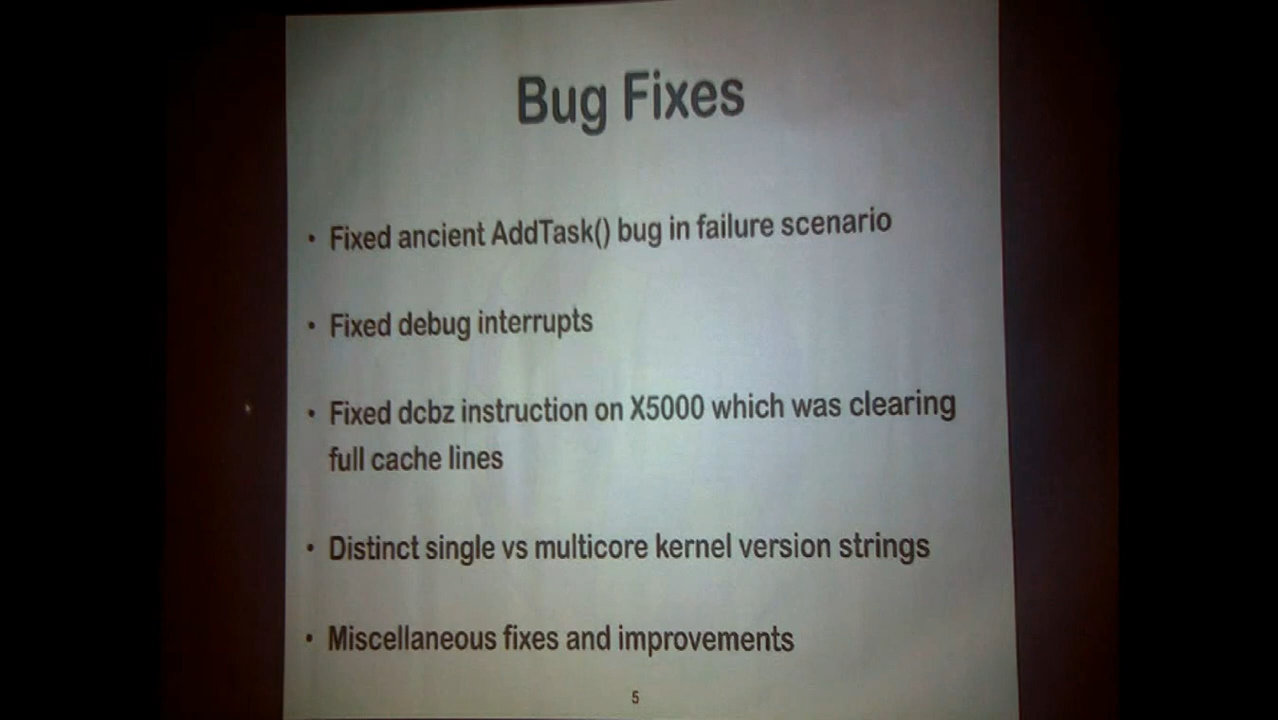 Bug Fixes
• Fixed ancient AddTask() bug in failure scenario
• Fixed debug interrupts
• Fixed dcbz instruction on X5000 which was clearing
full cache lines
• Distinct single vs multicore kernel version strings
• Miscellaneous fixes and improvements
5